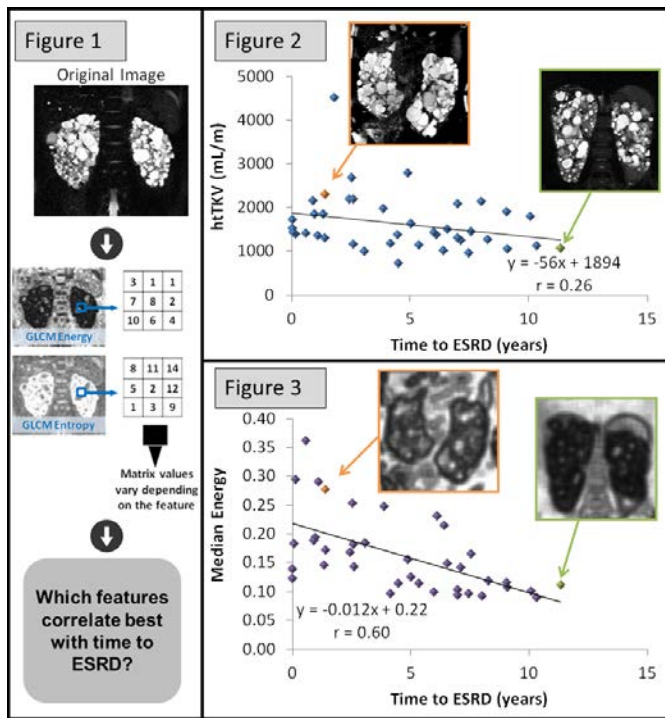 Figure 1
Original Image
GLCM Energy
3 1 1
7 8 2
10 6 4
GLCM Entropy
8 11 14
5 2 12
1 3 9
Matrix values
vary depending
on the feature
Which features
correlate best
with time to
ESRD?
Figure 2
htTKV (mL/m)
5000
4000
3000
2000
1000
0
0 5 10 15
y = -56x + 1894
r = 0.26
Time to ESRD (years)
Figure 3
Median Energy
0.40
0.35
0.30
0.25
0.20
0.15
0.10
0.05
0.00
y = -0.012x + 0.22
r = 0.60
0 5 10 15
Time to ESRD (years)